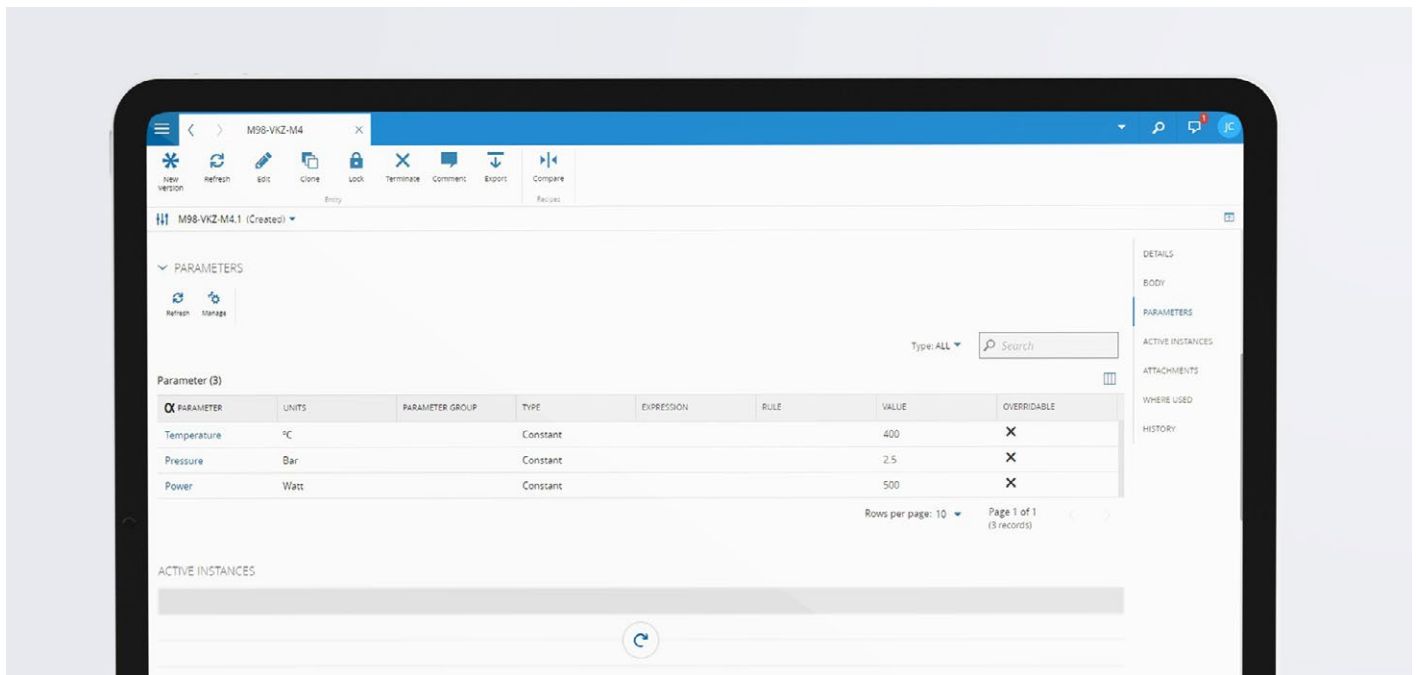 M98-VKZ-M4
1
JC
New Version
Refresh
Edit
Clone
Lock
Terminate
Comment
Export
Compare
Entity
Recipes
M98-VKZ-M4.1 (Created)
PARAMETERS
Refresh
Manage
Type: ALL
Search
Parameter (3)
PARAMETER UNITS PARAMETER GROUP TYPE EXPRESSION RULE VALUE OVERRIDABLE
Temperature ºC Constant 400
Pressure Bar Constant 2.5
Power Watt Constant 500
Rows per page: 10
Page 1 of 1
(3 records)
ACTIVE INSTANCES
DETAILS
BODY
PARAMETERS
ACTIVE INSTANCES
ATTACHMENTS
WHERE USED
HISTORY